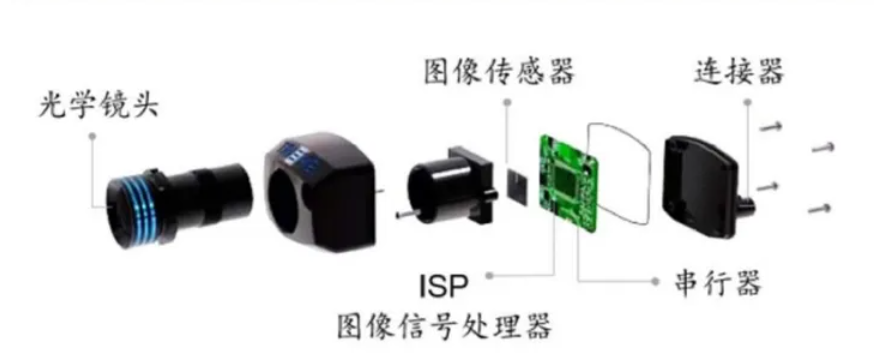 图像传感器
连接器
光学镜头
ISP
串行器
图像信号处理器